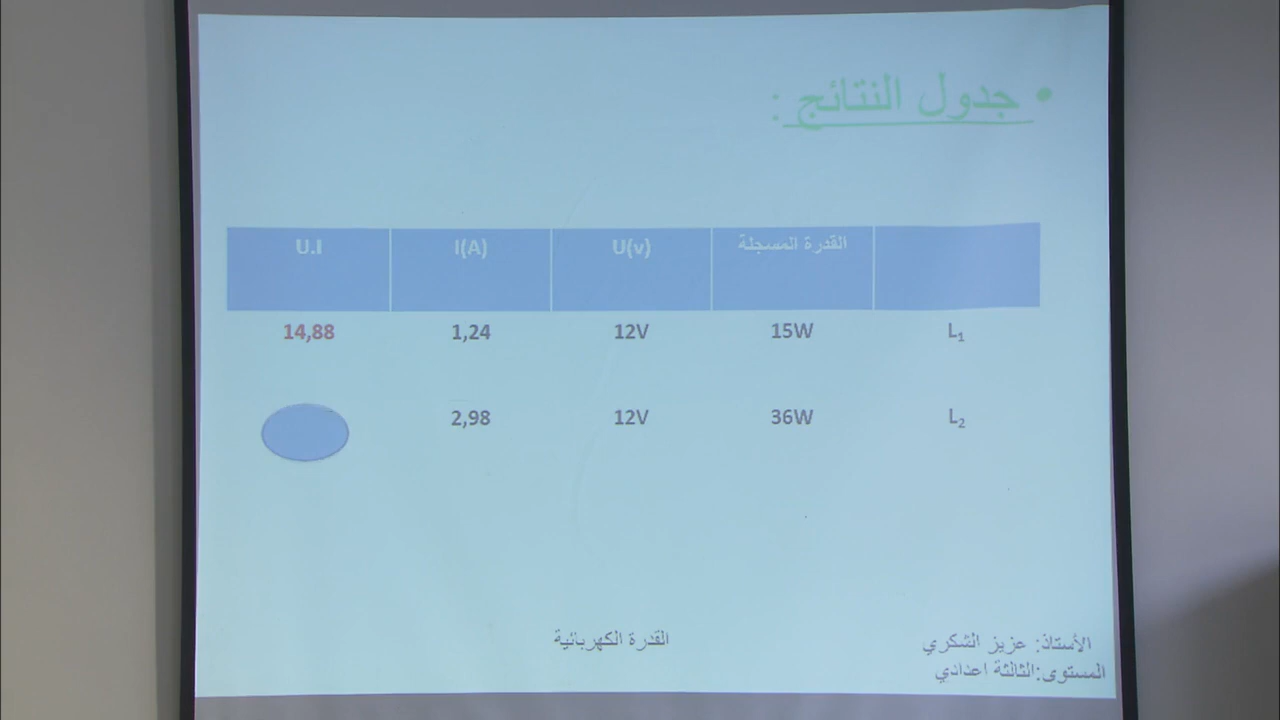 • جدول النتائج :
القدرة المسجلة U(v) I(A) U.I
L₁ 15W 12V 1,24 14,88
L₂ 36W 12V 2,98
القدرة الكهربائية
الأستاذ: عزيز الشكري
المستوى:الثالثة اعدادي